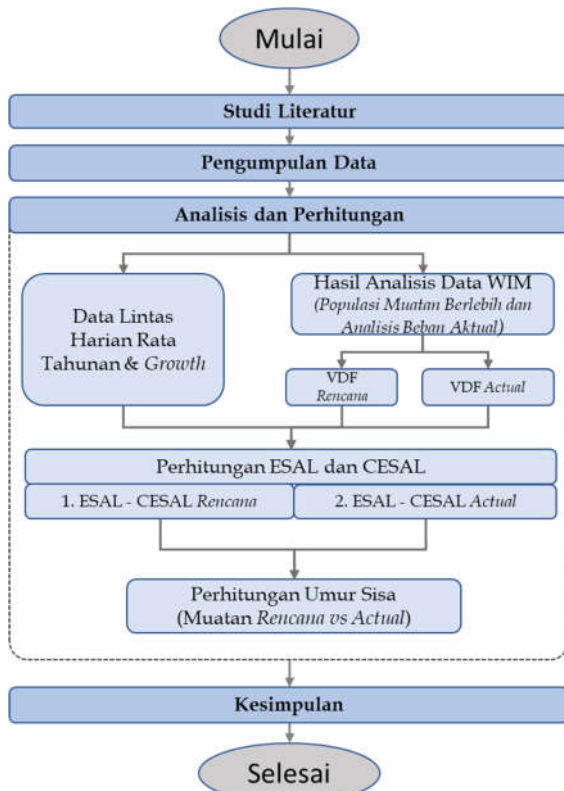 Mulai
Studi Literatur
Pengumpulan Data
Analisis dan Perhitungan
Data Lintas
Harian Rata
Tahunan & Growth
Hasil Analisis Data WIM
(Populasi Muatan Berlebih dan
Analisis Beban Aktual)
VDF
Rencana
VDF Actual
Perhitungan ESAL dan CESAL
1. ESAL - CESAL Rencana
2. ESAL - CESAL Actual
Perhitungan Umur Sisa
(Muatan Rencana vs Actual)
Kesimpulan
Selesai